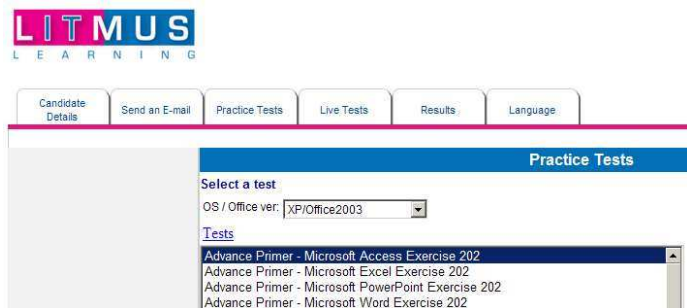 LITMUS
LEARNING
Candidate Details
Send an E-mail
Practice Tests
Live Tests
Results
Language
Practice Tests
Select a test
OS / Office ver: XP/Office2003
Tests
Advance Primer - Microsoft Access Exercise 202
Advance Primer - Microsoft Excel Exercise 202
Advance Primer - Microsoft PowerPoint Exercise 202
Advance Primer - Microsoft Word Exercise 202